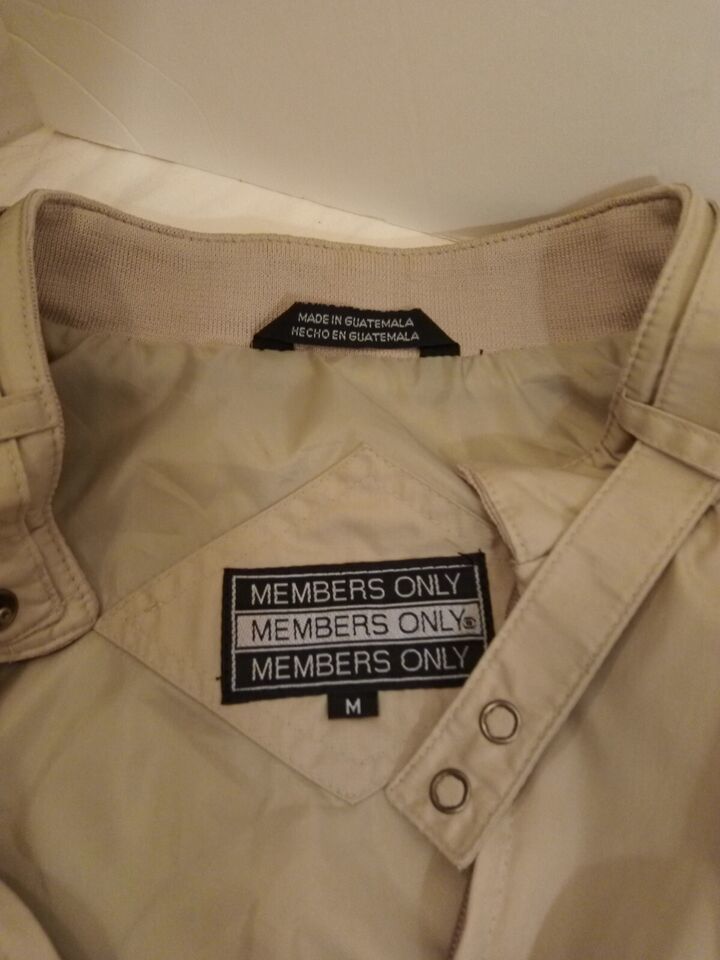 MADE IN GUATEMALA
HECHO EN GUATEMALA
MEMBERS ONLY
MEMBERS ONLY®
MEMBERS ONLY
M